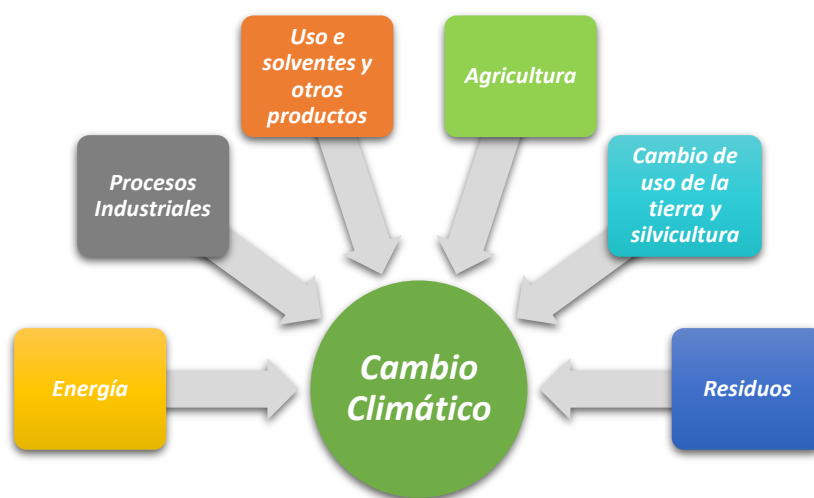 Uso e
solventes y
otros
productos
Agricultura
Procesos
Industriales
Cambio de
uso de la
tierra y
silvicultura
Energía
Cambio
Climático
Residuos